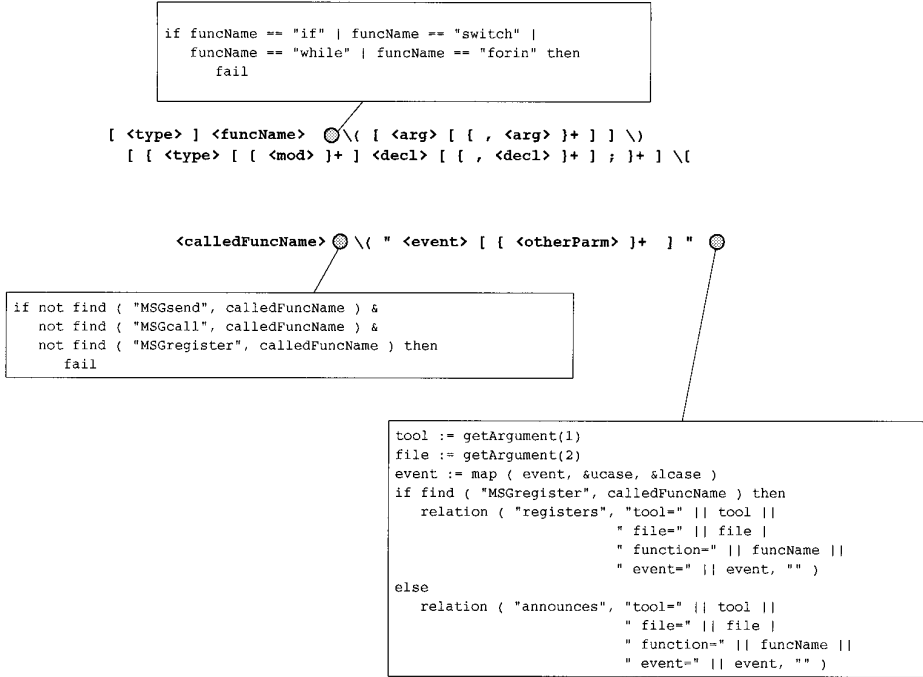 if funcName == "if" | funcName == "switch" |
funcName == "while" | funcName == "forin" then
fail
[ <type> ] <funcName> \( [ <arg> [ { , <arg> }+ ] ] \)
[ { <type> [ { <mod> }+ ] <decl> [ { , <decl> }+ ] ; }+ ] \{
<calledFuncName> \( " <event> [ { <otherParm> }+ ] "
if not find ( "MSGsend", calledFuncName ) &
not find ( "MSGcall", calledFuncName ) &
not find ( "MSGregister", calledFuncName ) then
fail
tool := getArgument(1)
file := getArgument(2)
event := map ( event, &ucase, &lcase )
if find ( "MSGregister", calledFuncName ) then
relation ( "registers", "tool=" || tool ||
" file=" || file |
" function=" || funcName ||
" event=" || event, "" )
else
relation ( "announces", "tool=" || tool ||
" file=" || file |
" function=" || funcName ||
" event=" || event, "" )